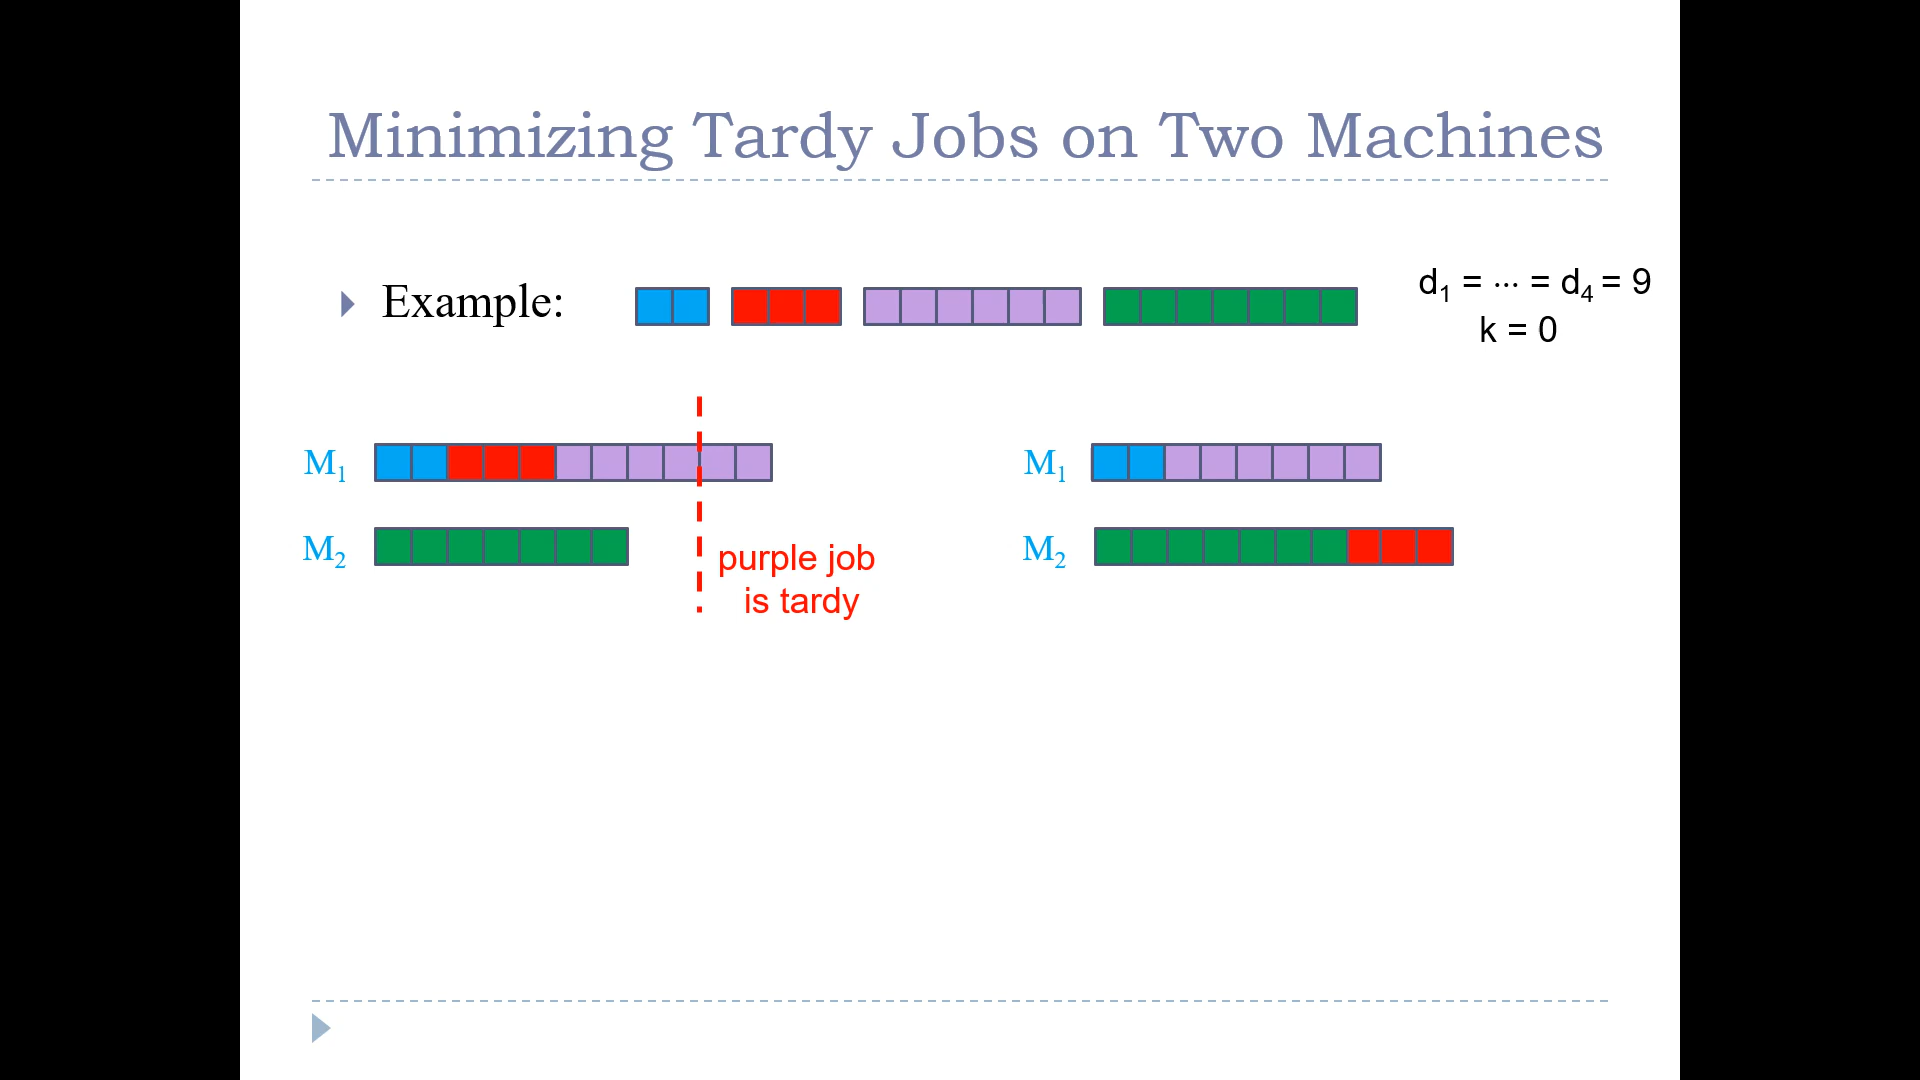 Minimizing Tardy Jobs on Two Machines
Example:
d₁ = ··· = d₄ = 9
k = 0
M₁
M₂
purple job
is tardy
M₁
M₂